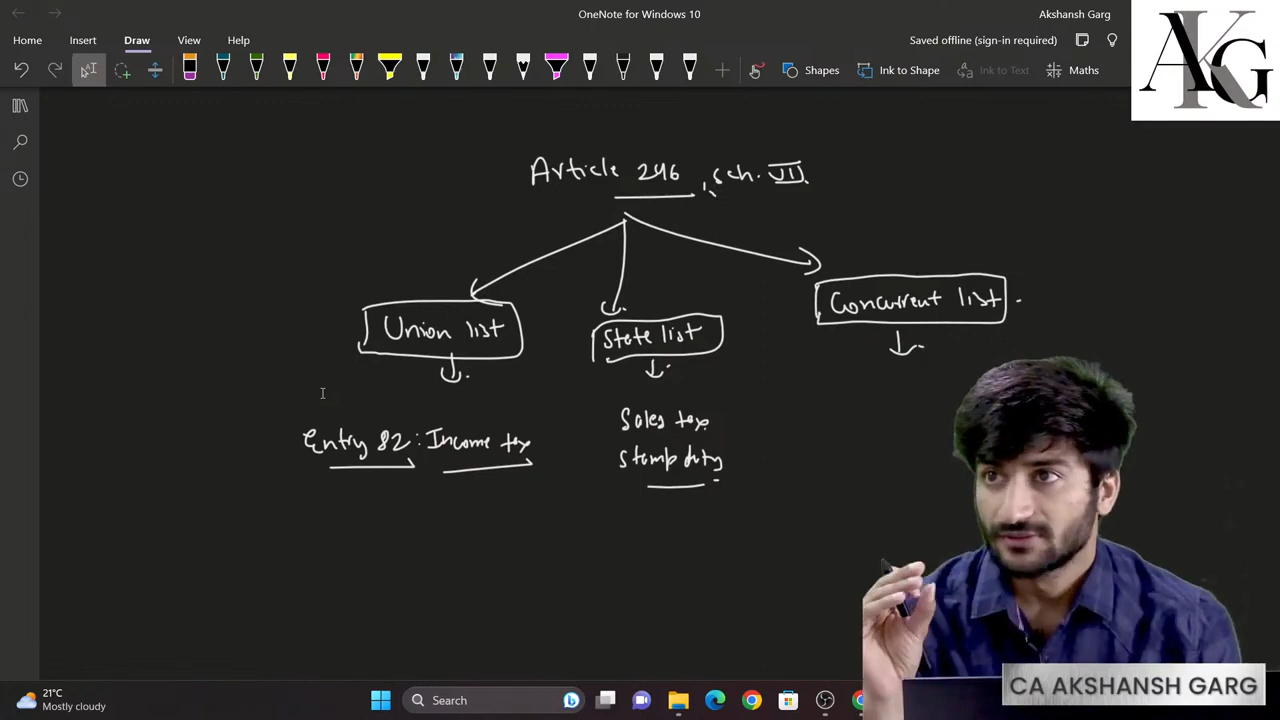 OneNote for Windows 10
Akshansh Garg
Home Insert Draw View Help
Saved offline (sign-in required)
Shapes Ink to Shape Ink to Text Maths
AKG
Article 246, Sch. VII
Union list
State list
Concurrent list
Entry 82 : Income tax
Sales tax
Stamp duty
CA AKSHANSH GARG
21°C
Mostly cloudy
Search